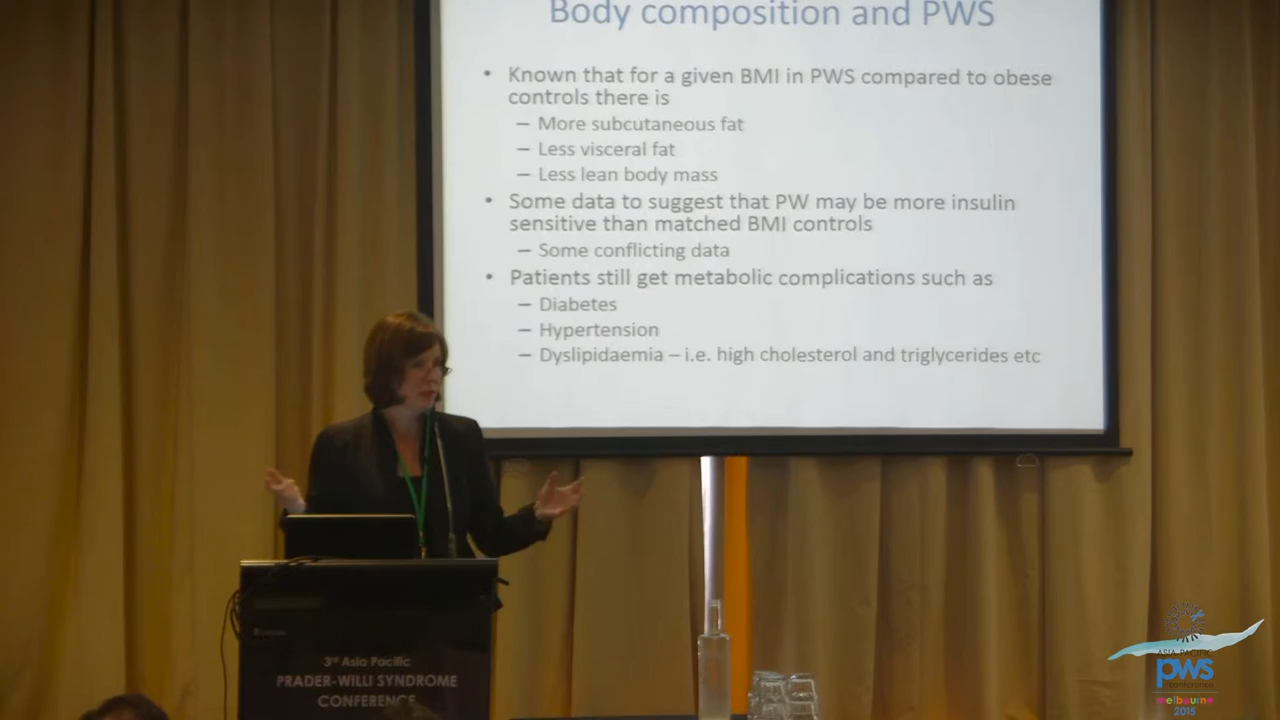 Body composition and PWS
• Known that for a given BMI in PWS compared to obese
controls there is
– More subcutaneous fat
– Less visceral fat
– Less lean body mass
• Some data to suggest that PW may be more insulin
sensitive than matched BMI controls
– Some conflicting data
• Patients still get metabolic complications such as
– Diabetes
– Hypertension
– Dyslipidaemia – i.e. high cholesterol and triglycerides etc
3rd Asia Pacific
PRADER-WILLI SYNDROME
CONFERENCE
ASIA PACIFIC
pws
conference
melbourne
2015